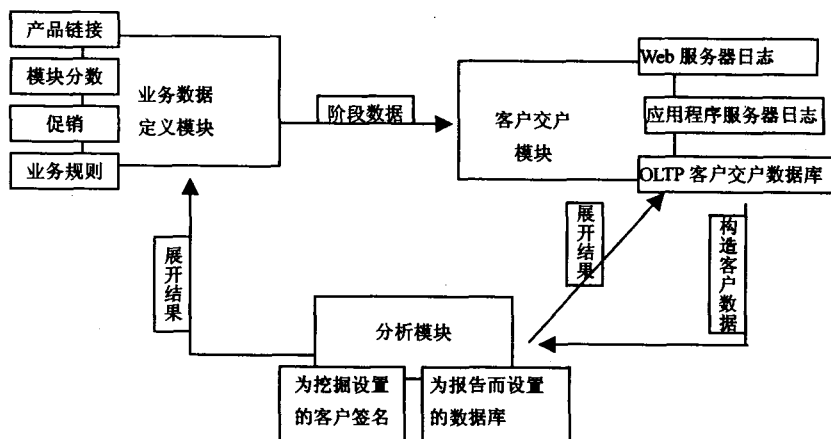 产品链接
模块分数
促销
业务规则
业务数据
定义模块
阶段数据
客户交户
模块
Web 服务器日志
应用程序服务器日志
OLTP 客户交户数据库
展开结果
展开结果
构造客户数据
分析模块
为挖掘设置
的客户签名
为报告而设置
的数据库